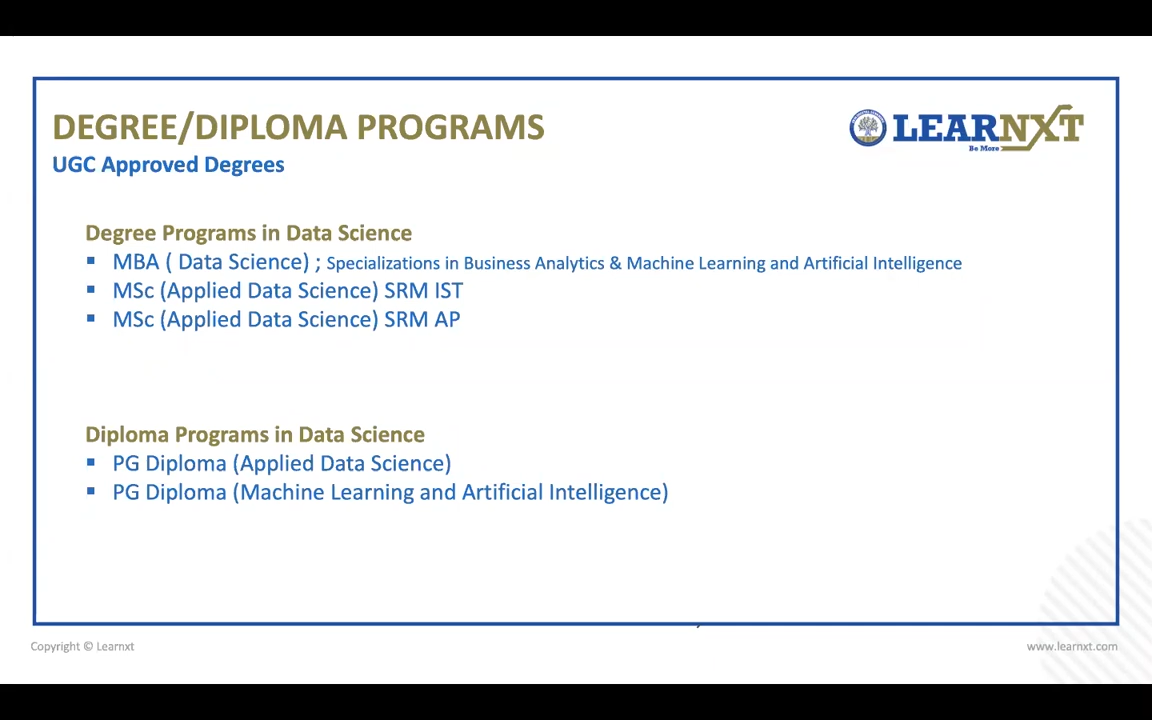 DEGREE/DIPLOMA PROGRAMS
UGC Approved Degrees
LEARNXT
Be More
Degree Programs in Data Science
▪ MBA ( Data Science) ; Specializations in Business Analytics & Machine Learning and Artificial Intelligence
▪ MSc (Applied Data Science) SRM IST
▪ MSc (Applied Data Science) SRM AP
Diploma Programs in Data Science
▪ PG Diploma (Applied Data Science)
▪ PG Diploma (Machine Learning and Artificial Intelligence)
Copyright © Learnxt
www.learnxt.com